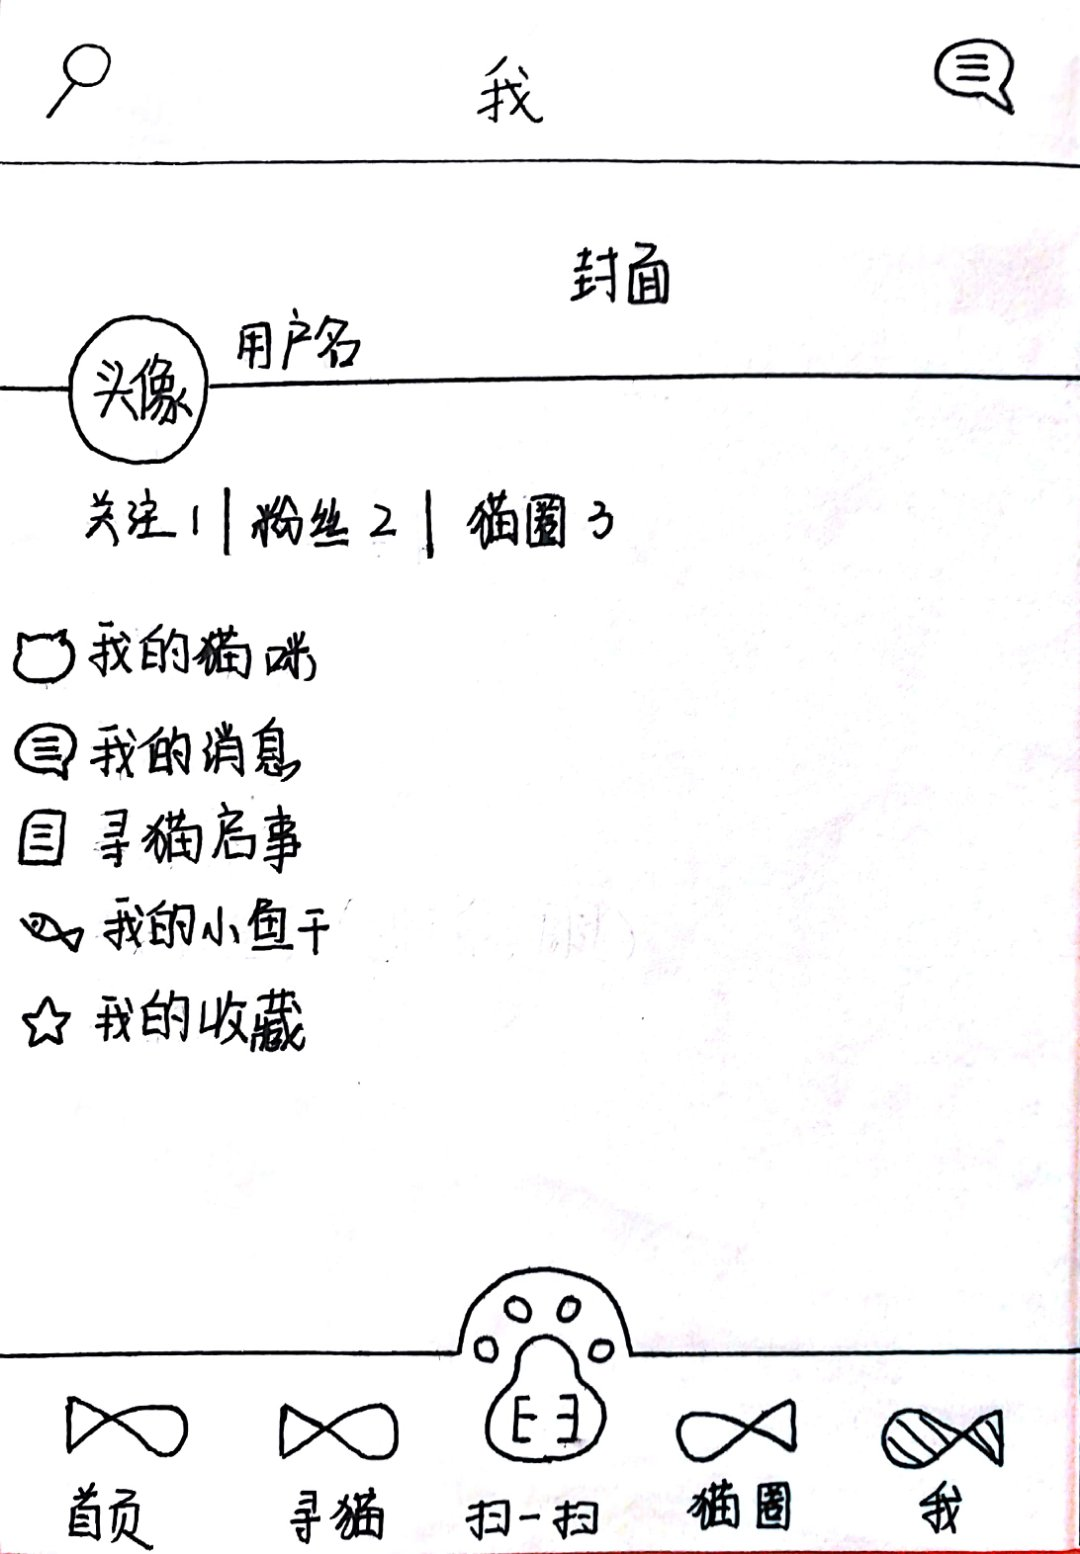 我
封面
用户名
头像
关注1|粉丝2|猫圈3
我的猫咪
我的消息
寻猫启事
我的小鱼干
我的收藏
首页 寻猫 扫一扫 猫圈 我